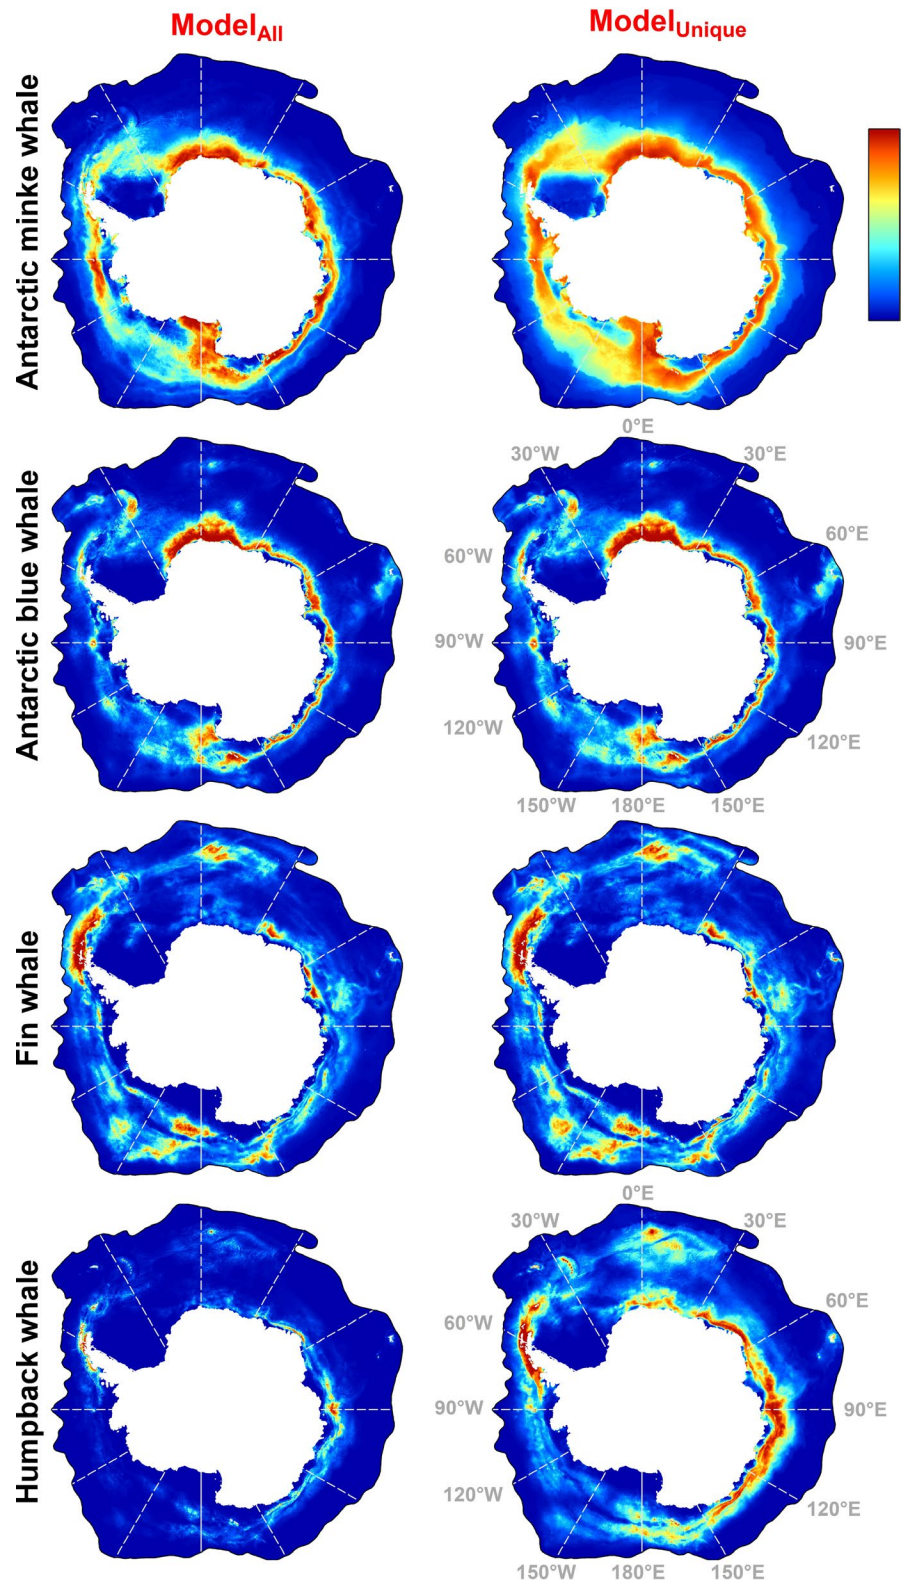 ModelAll
ModelUnique
Antarctic minke whale
0°E
30°W
30°E
Antarctic blue whale
60°E
60°W
90°W
90°E
120°W
120°E
150°W
180°E
150°E
Fin whale
0°E
30°W
30°E
Humpback whale
60°E
60°W
90°W
90°E
120°W
120°E
150°W
180°E
150°E